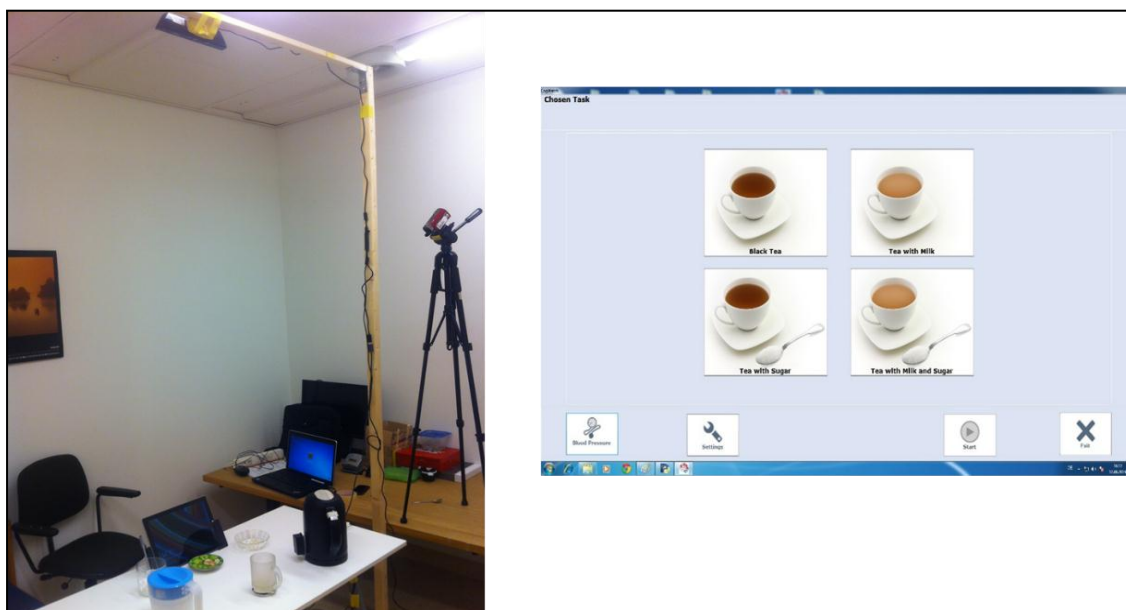 Chosen Task
Black Tea
Tea with Milk
Tea with Sugar
Tea with Milk and Sugar
Blood Pressure
Settings
Start
Exit